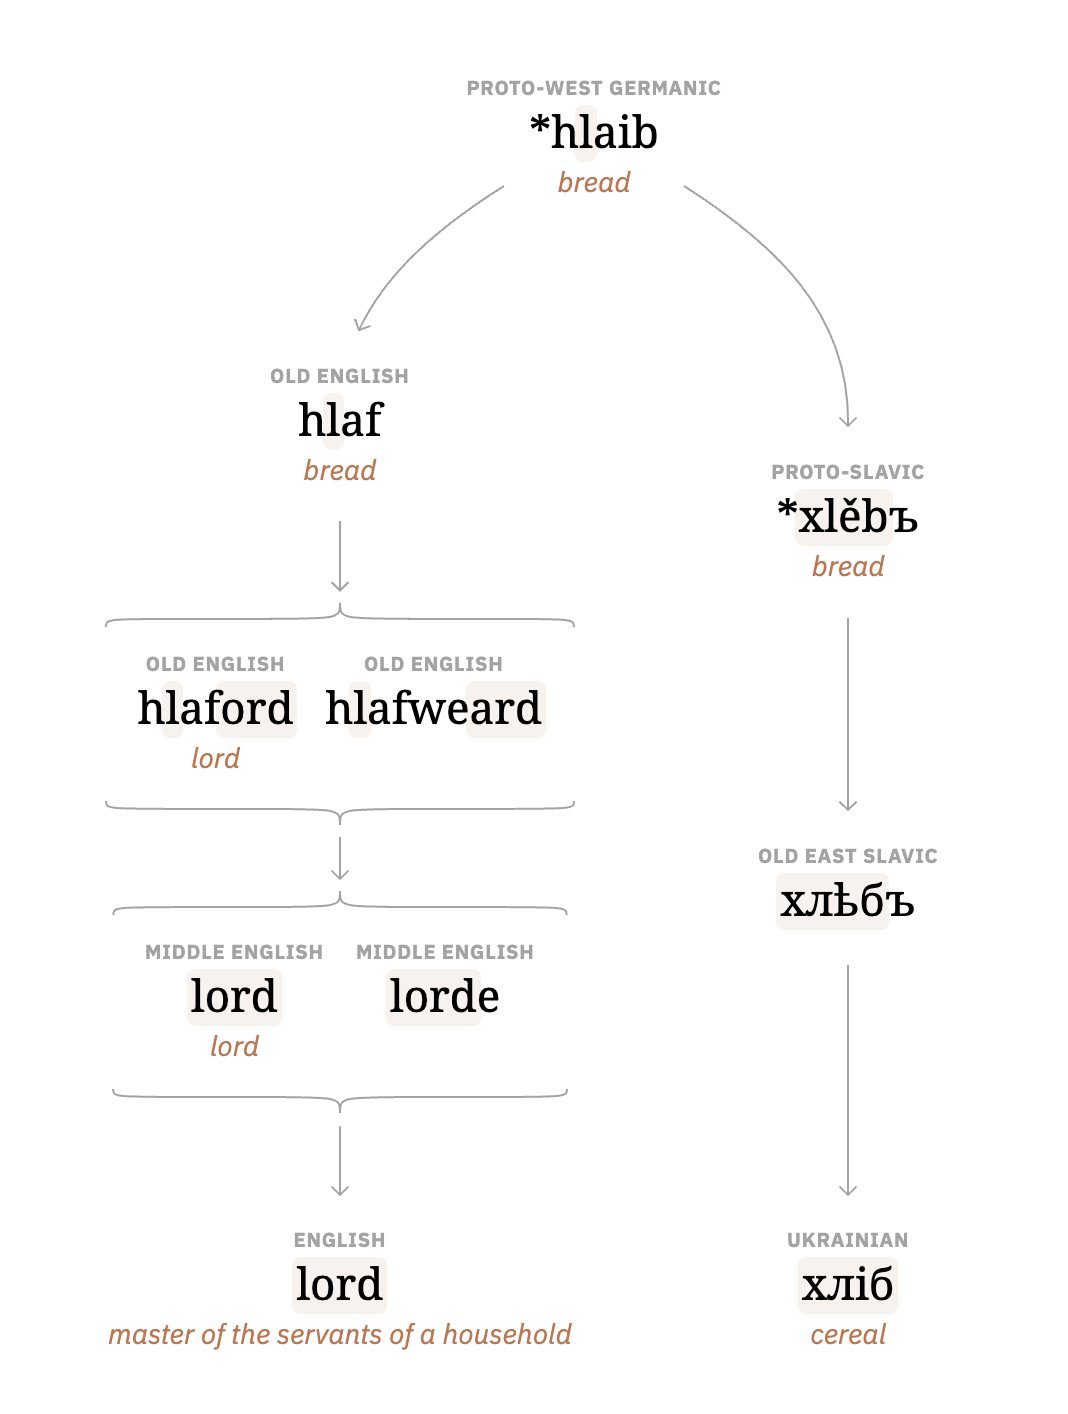 PROTO-WEST GERMANIC
*hlaib
bread
OLD ENGLISH
hlaf
bread
PROTO-SLAVIC
*xlěbъ
bread
OLD ENGLISH OLD ENGLISH
hlaford hlafweard
lord
OLD EAST SLAVIC
хлѣбъ
MIDDLE ENGLISH MIDDLE ENGLISH
lord lorde
lord
ENGLISH
lord
master of the servants of a household
UKRAINIAN
хліб
cereal